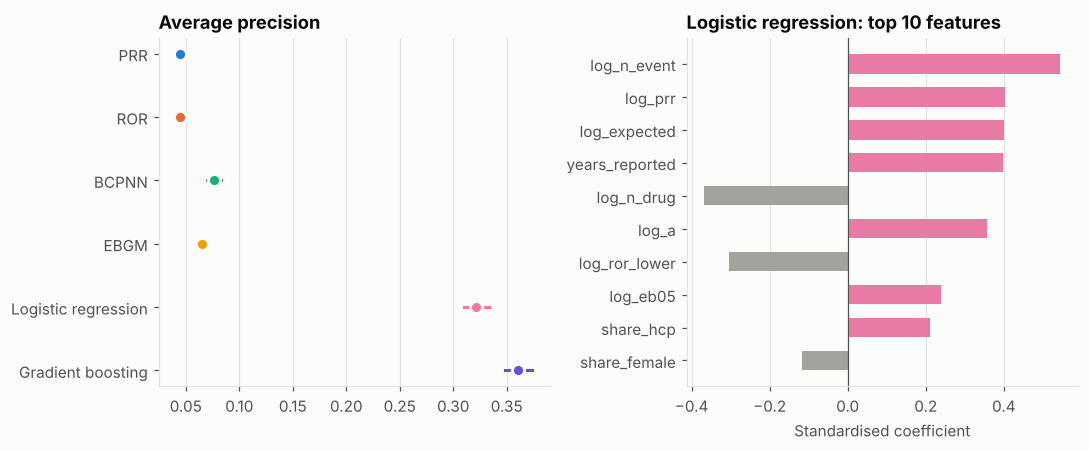 Average precision
PRR
ROR
BCPNN
EBGM
Logistic regression
Gradient boosting
0.05 0.10 0.15 0.20 0.25 0.30 0.35
Logistic regression: top 10 features
log_n_event
log_prr
log_expected
years_reported
log_n_drug
log_a
log_ror_lower
log_eb05
share_hcp
share_female
−0.4 −0.2 0.0 0.2 0.4
Standardised coefficient